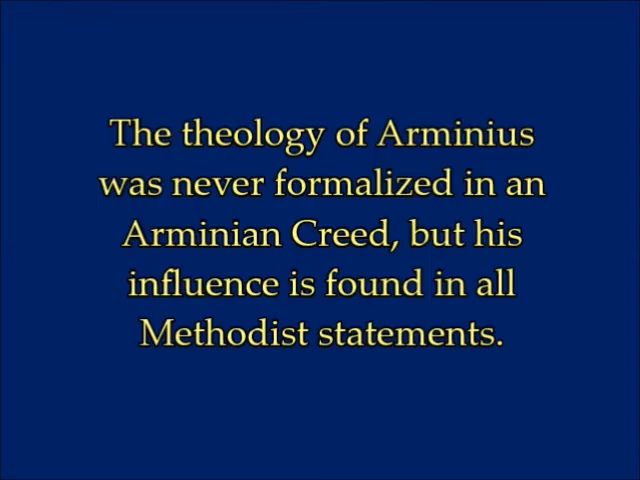 The theology of Arminius
was never formalized in an
Arminian Creed, but his
influence is found in all
Methodist statements.